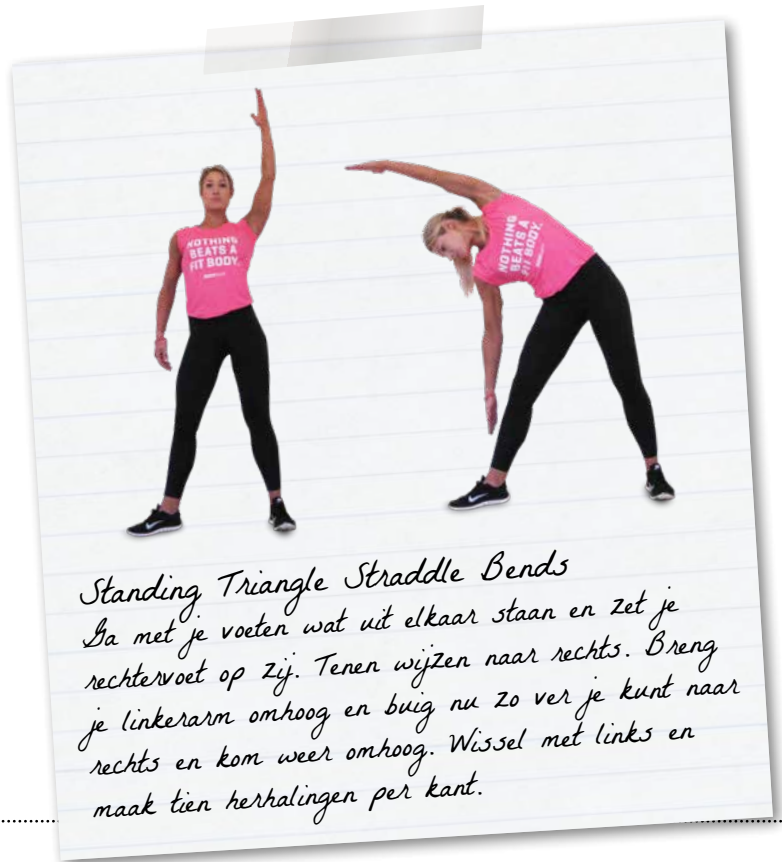 NOTHING
BEATS A
FIT BODY.
NOTHING
BEATS A
FIT BODY.
Standing Triangle Straddle Bends
Ga met je voeten wat uit elkaar staan en zet je
rechtervoet op zij. Tenen wijzen naar rechts. Breng
je linkerarm omhoog en buig nu zo ver je kunt naar
rechts en kom weer omhoog. Wissel met links en
maak tien herhalingen per kant.